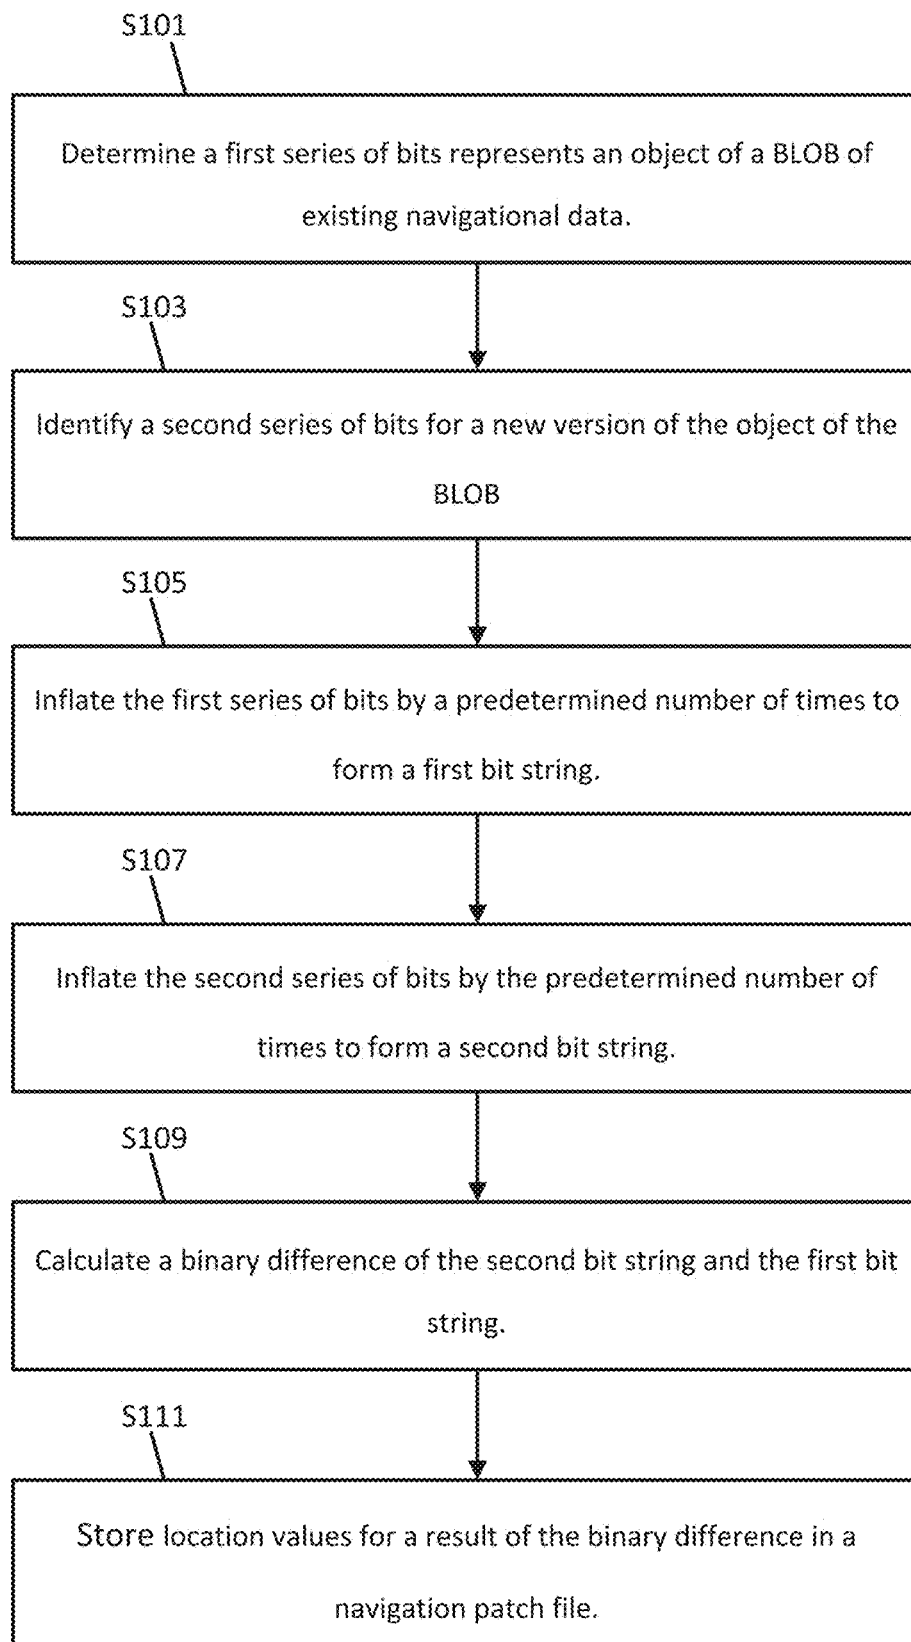 S101
Determine a first series of bits represents an object of a BLOB of
existing navigational data.
S103
Identify a second series of bits for a new version of the object of the
BLOB
S105
Inflate the first series of bits by a predetermined number of times to
form a first bit string.
S107
Inflate the second series of bits by the predetermined number of
times to form a second bit string.
S109
Calculate a binary difference of the second bit string and the first bit
string.
S111
Store location values for a result of the binary difference in a
navigation patch file.